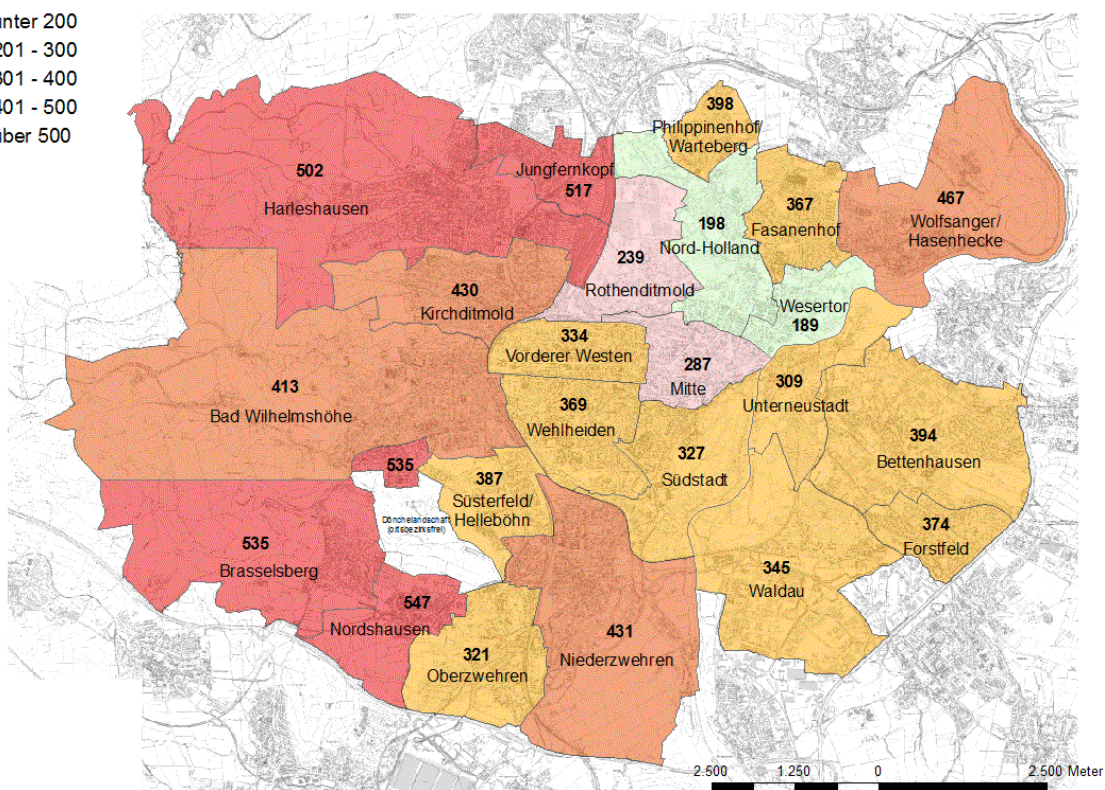 unter 200
201 - 300
301 - 400
401 - 500
über 500
398
Philippinenhof/
Warteberg
502
Harleshausen
Jungfernkopf
517
367
Fasanenhof
467
Wolfsanger/
Hasenhecke
198
Nord-Holland
239
Rothenditmold
430
Kirchditmold
Wesertor
189
334
Vorderer Westen
287
Mitte
309
Unterneustadt
413
Bad Wilhelmshöhe
369
Wehlheiden
394
Bettenhausen
327
Südstadt
535
387
Süsterfeld/
Helleböhn
Dönchelandschaft
(ortsbezirksfrei)
374
Forstfeld
535
Brasselsberg
345
Waldau
547
Nordshausen
431
Niederzwehren
321
Oberzwehren
2.500 1.250 0 2.500 Meter